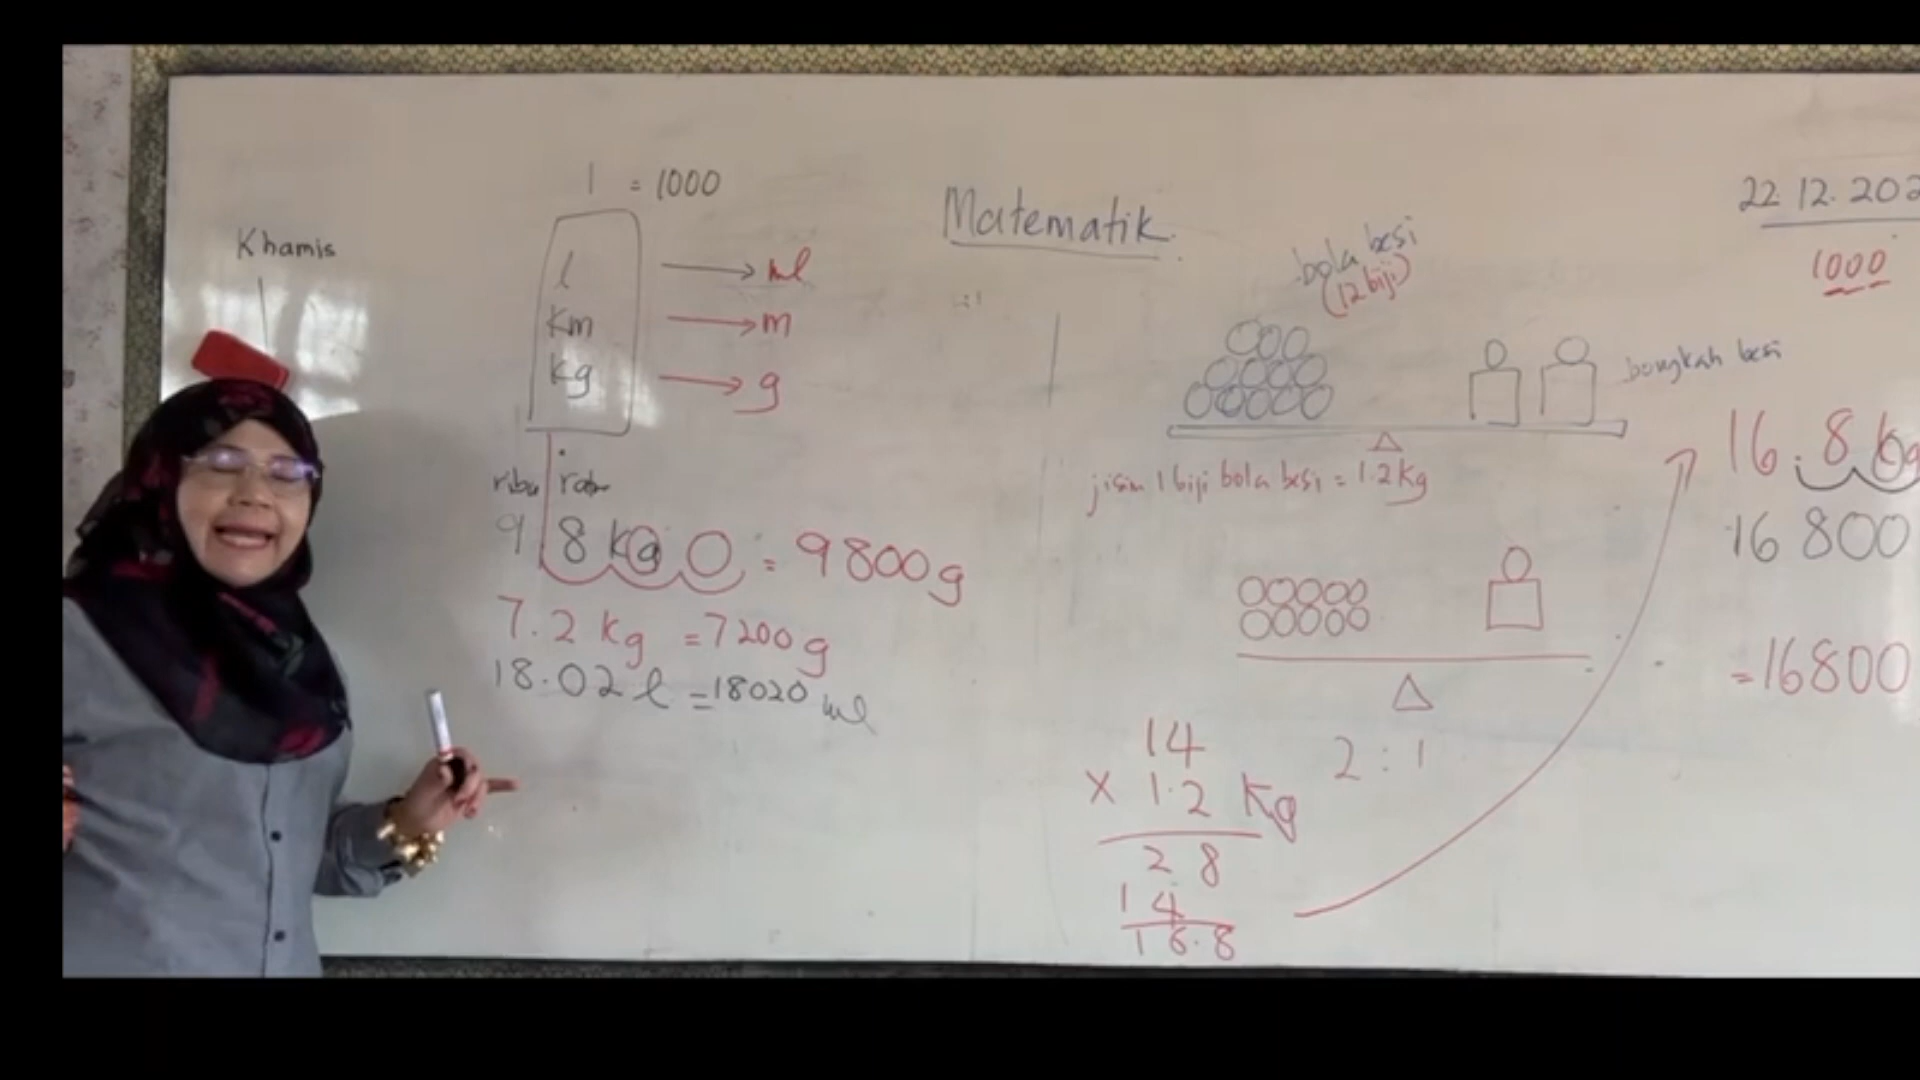 Khamis
1 = 1000
l → ml
km → m
kg → g
ribu
9 8 kg 0 = 9800g
7.2 kg = 7200 g
18.02 l = 18020 ml
Matematik
bola besi
(12 biji)
bongkah besi
jisim 1 biji bola besi = 1.2 kg
2 : 1
14
x 1.2 kg
2 8
1 4
1 6.8
22.12.202
1000
16.8 kg
16 800
=16800